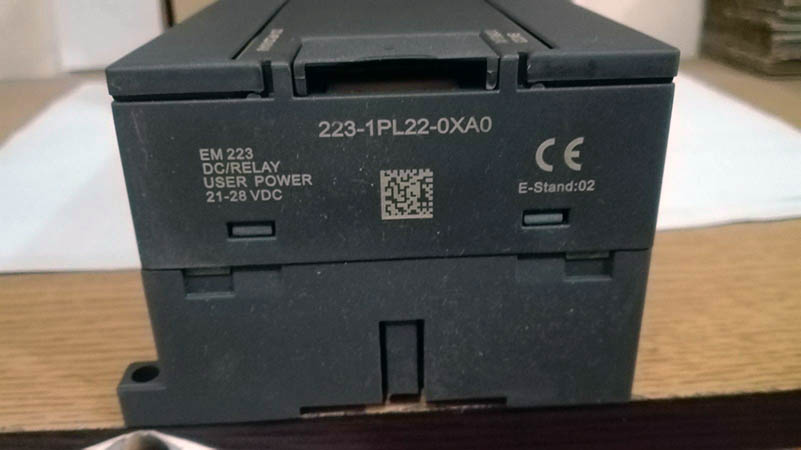 223-1PL22-0XA0
EM 223
DC/RELAY
USER POWER
21-28 VDC
CE
E-Stand:02